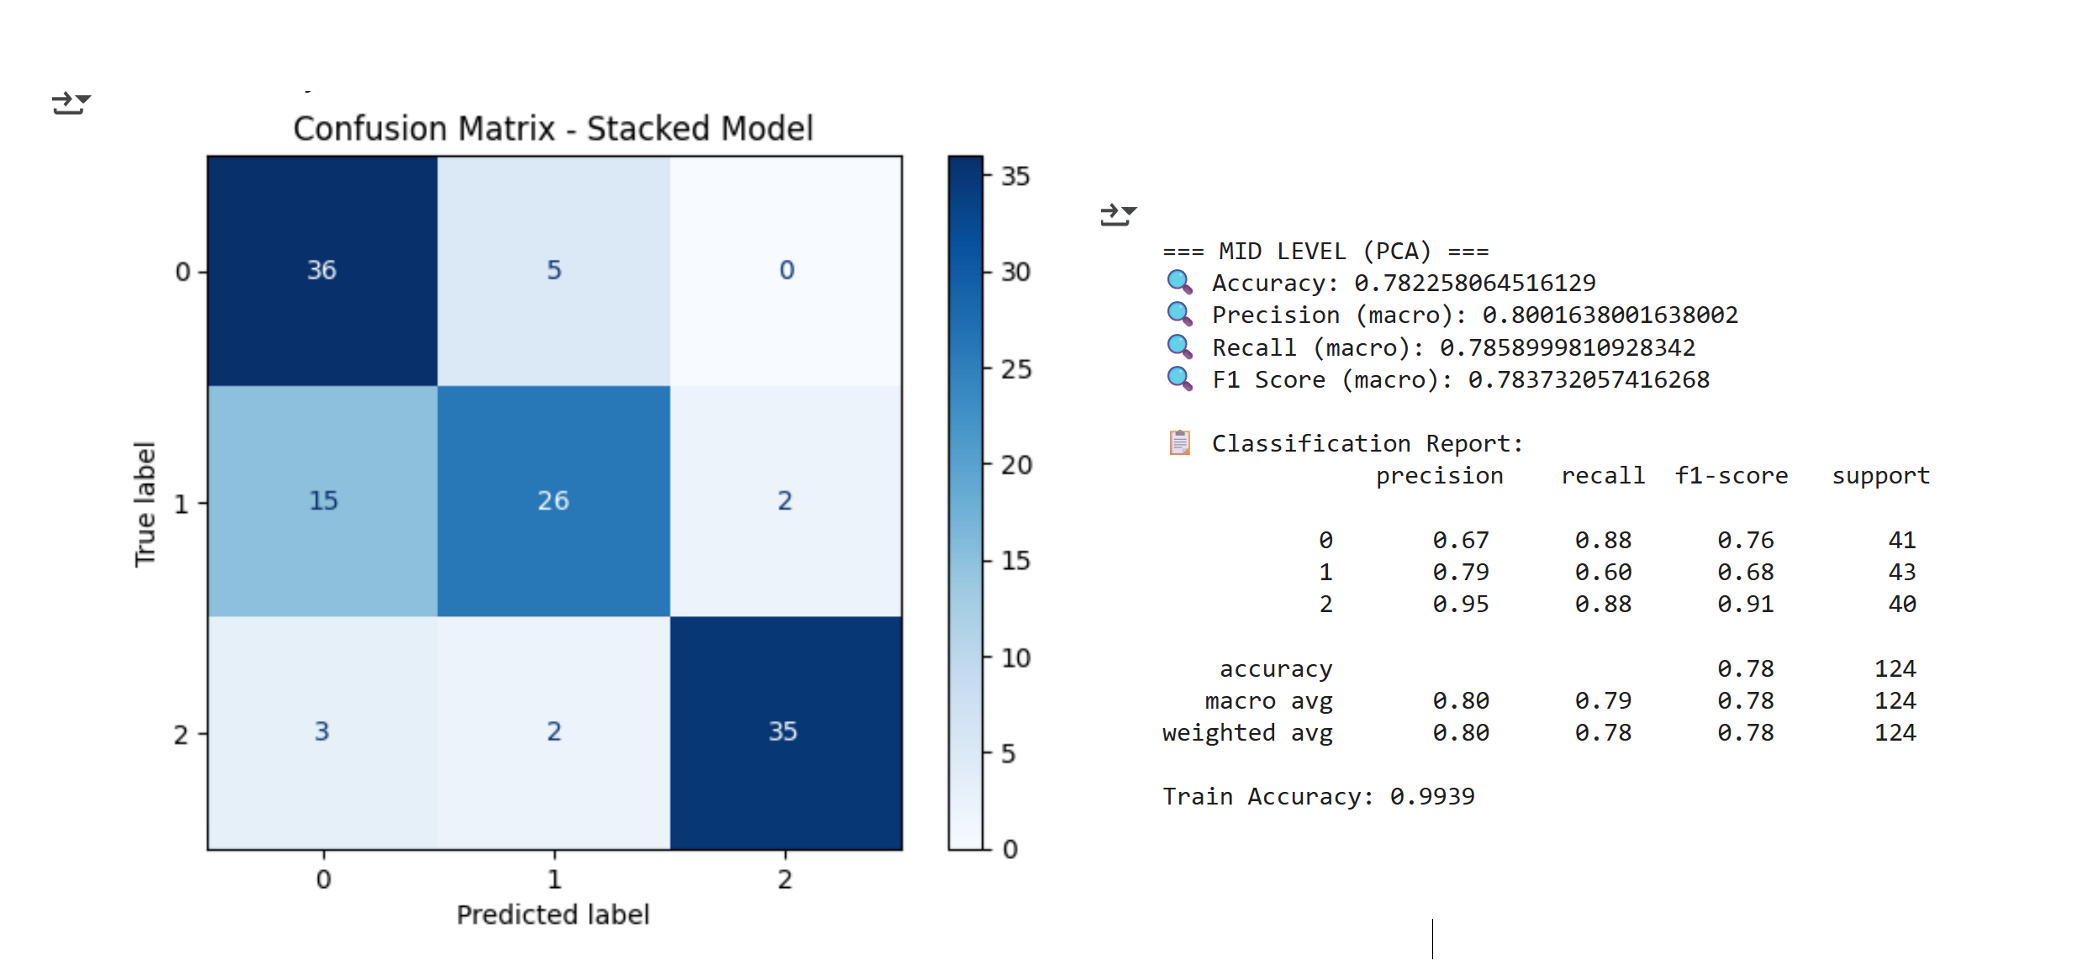 Confusion Matrix - Stacked Model
0 36 5 0
1 15 26 2
2 3 2 35
0 1 2
True label
Predicted label
35
30
25
20
15
10
5
0
=== MID LEVEL (PCA) ===
🔍 Accuracy: 0.782258064516129
🔍 Precision (macro): 0.8001638001638002
🔍 Recall (macro): 0.7858999810928342
🔍 F1 Score (macro): 0.783732057416268
📋 Classification Report:
precision recall f1-score support
0 0.67 0.88 0.76 41
1 0.79 0.60 0.68 43
2 0.95 0.88 0.91 40
accuracy 0.78 124
macro avg 0.80 0.79 0.78 124
weighted avg 0.80 0.78 0.78 124
Train Accuracy: 0.9939